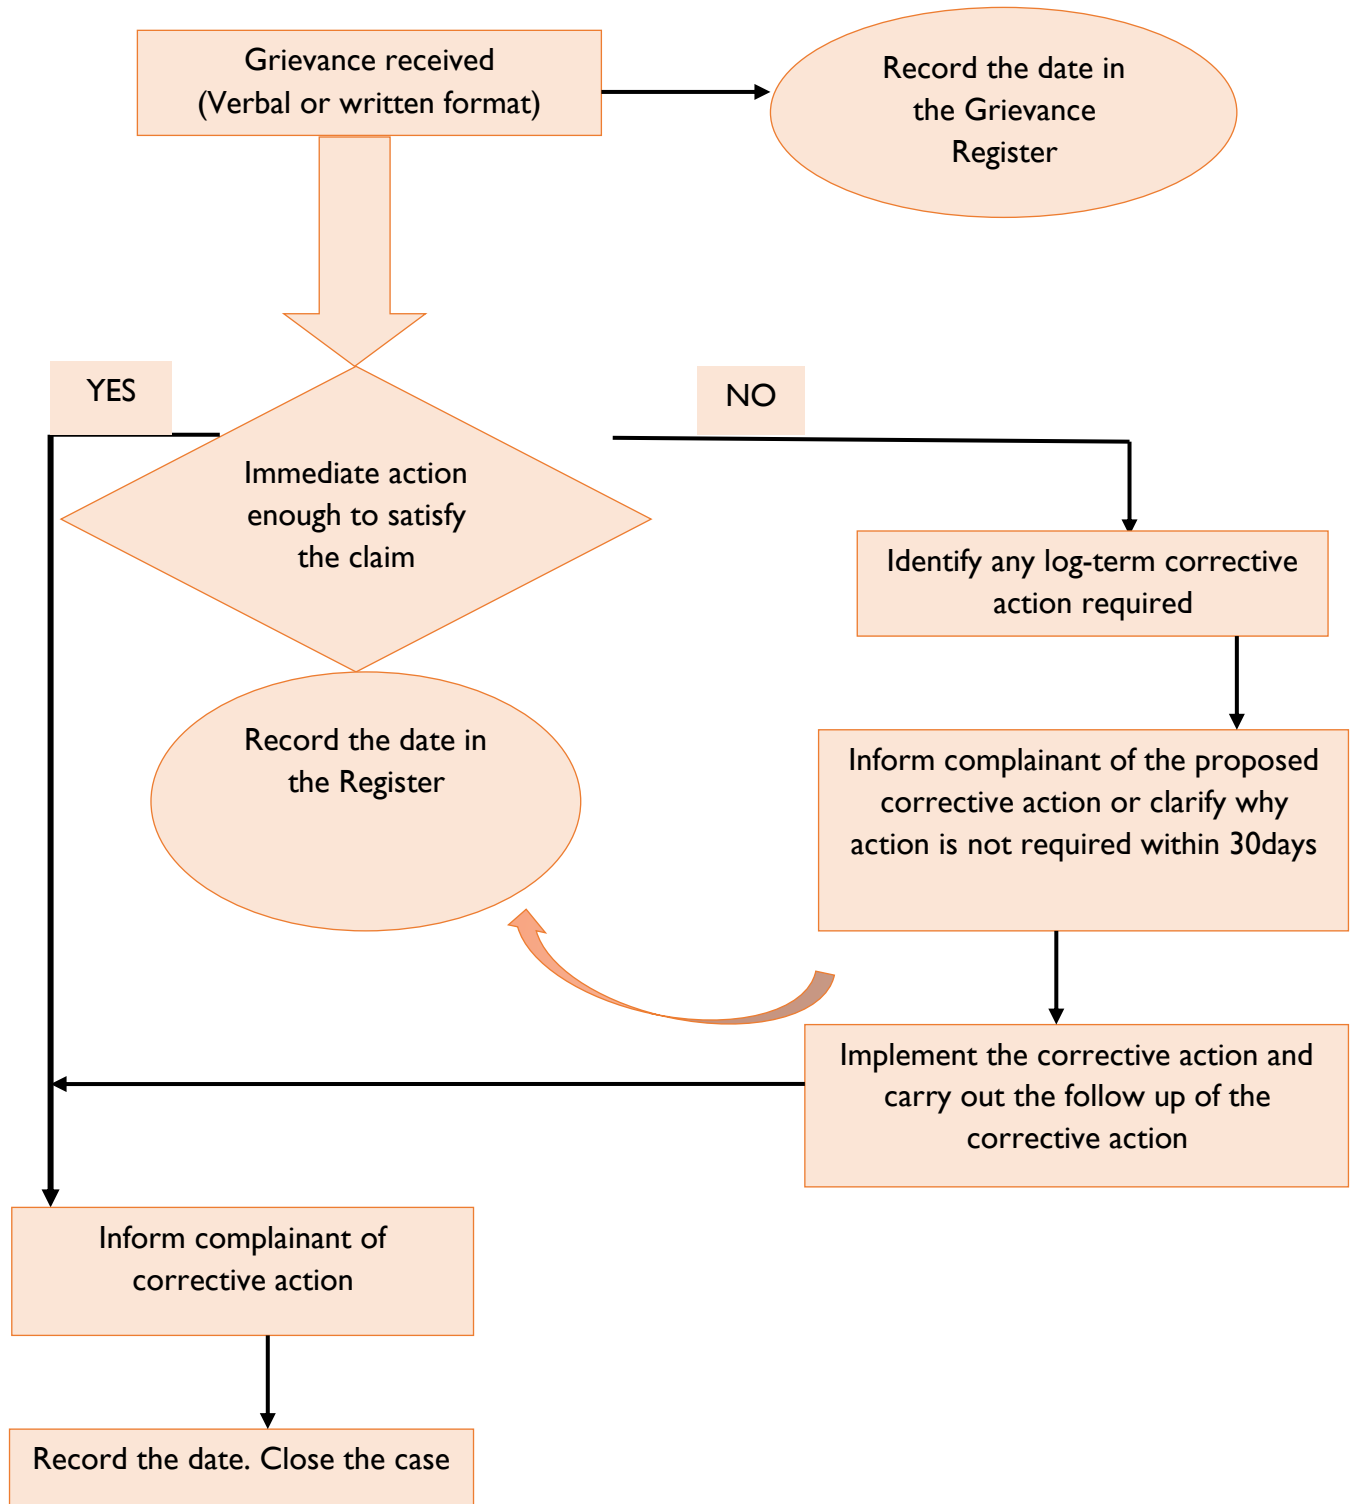 Grievance received
(Verbal or written format)
Record the date in
the Grievance
Register
YES
NO
Immediate action
enough to satisfy
the claim
Identify any log-term corrective
action required
Record the date in
the Register
Inform complainant of the proposed
corrective action or clarify why
action is not required within 30days
Implement the corrective action and
carry out the follow up of the
corrective action
Inform complainant of
corrective action
Record the date. Close the case